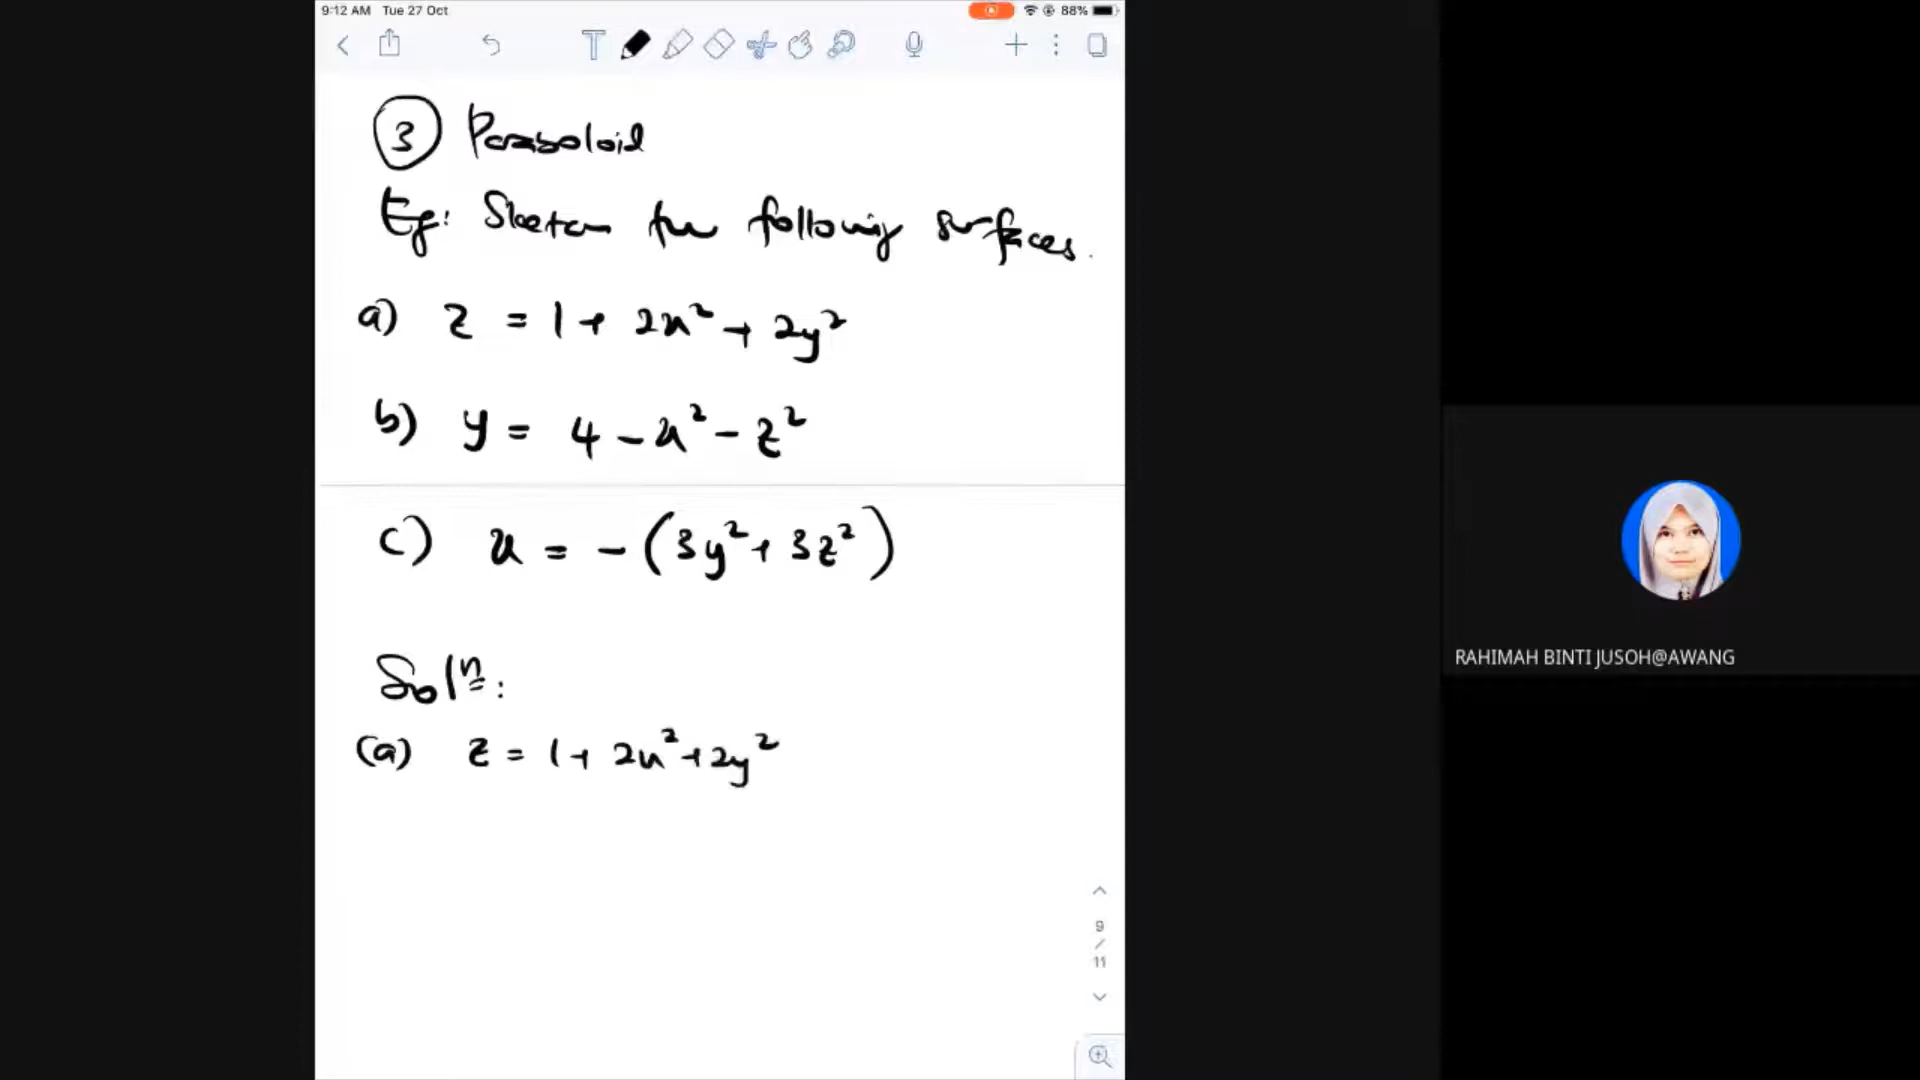 9:12 AM Tue 27 Oct
88%
3 Paraboloid
Eg: Sketch the following surfaces.
a) z = 1 + 2x² + 2y²
b) y = 4 - x² - z²
c) x = - (3y² + 3z²)
Solⁿ:
(a) z = 1 + 2x² + 2y²
9
/
11
RAHIMAH BINTI JUSOH@AWANG